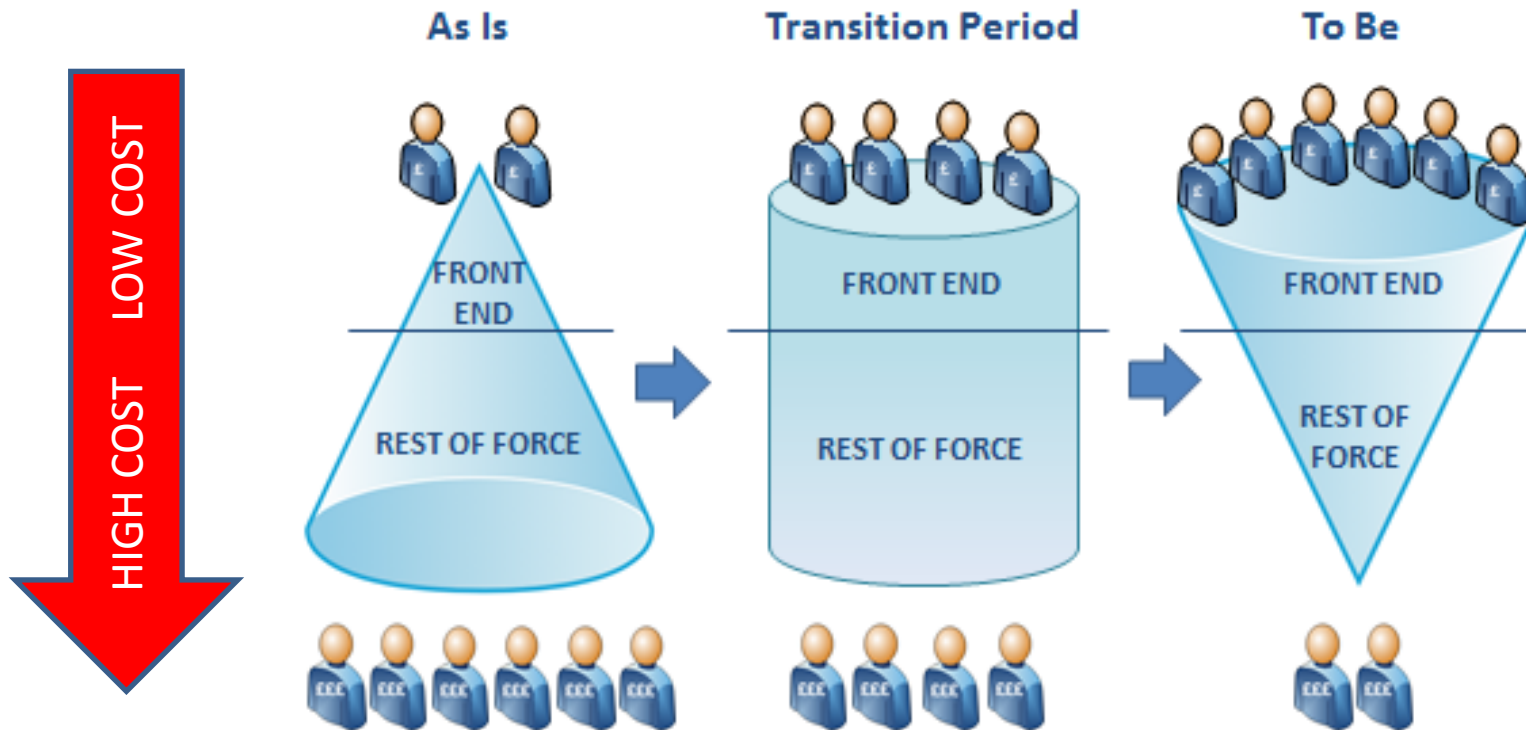 As Is
Transition Period
To Be
LOW COST
HIGH COST
£ £
£ £ £ £
£ £ £ £ £ £
FRONT
END
FRONT END
FRONT END
REST OF FORCE
REST OF FORCE
REST OF
FORCE
£££ £££ £££ £££ £££ £££
£££ £££ £££ £££
£££ £££